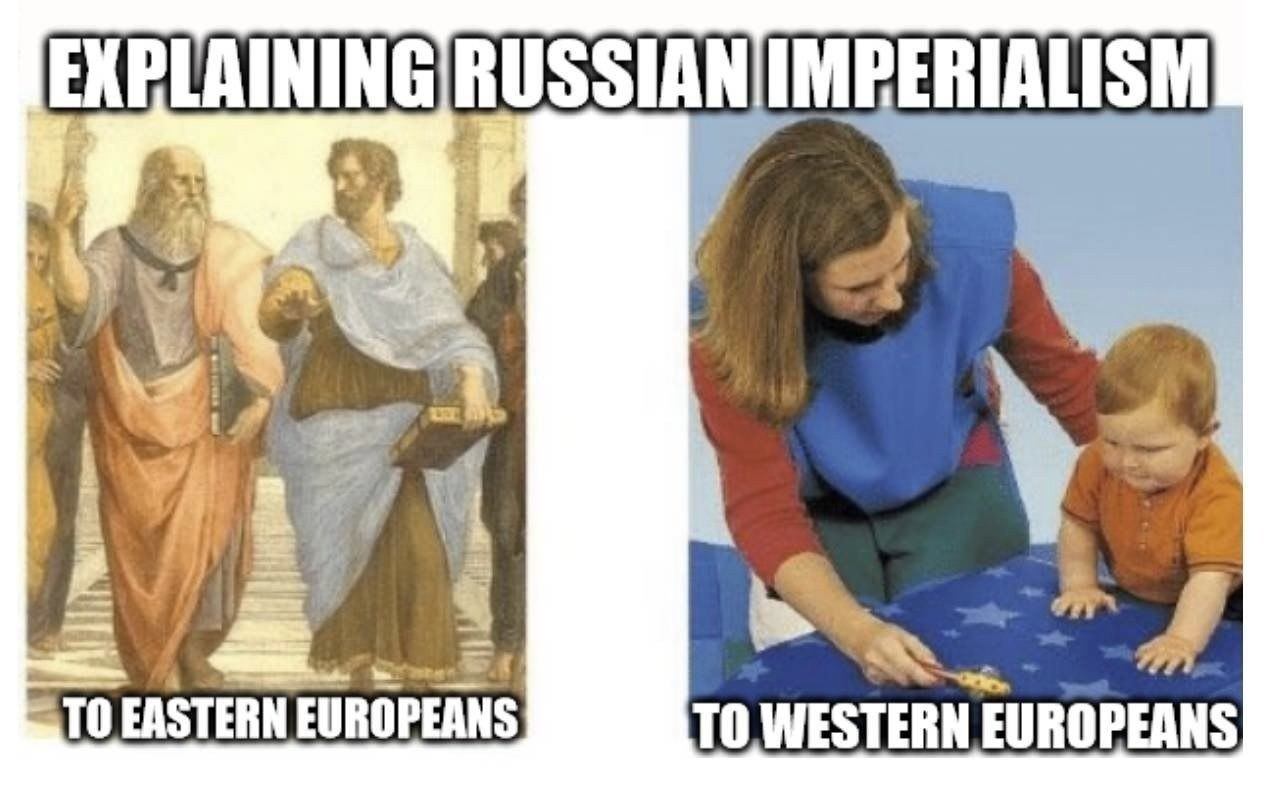 EXPLAINING RUSSIAN IMPERIALISM
TO EASTERN EUROPEANS
TO WESTERN EUROPEANS